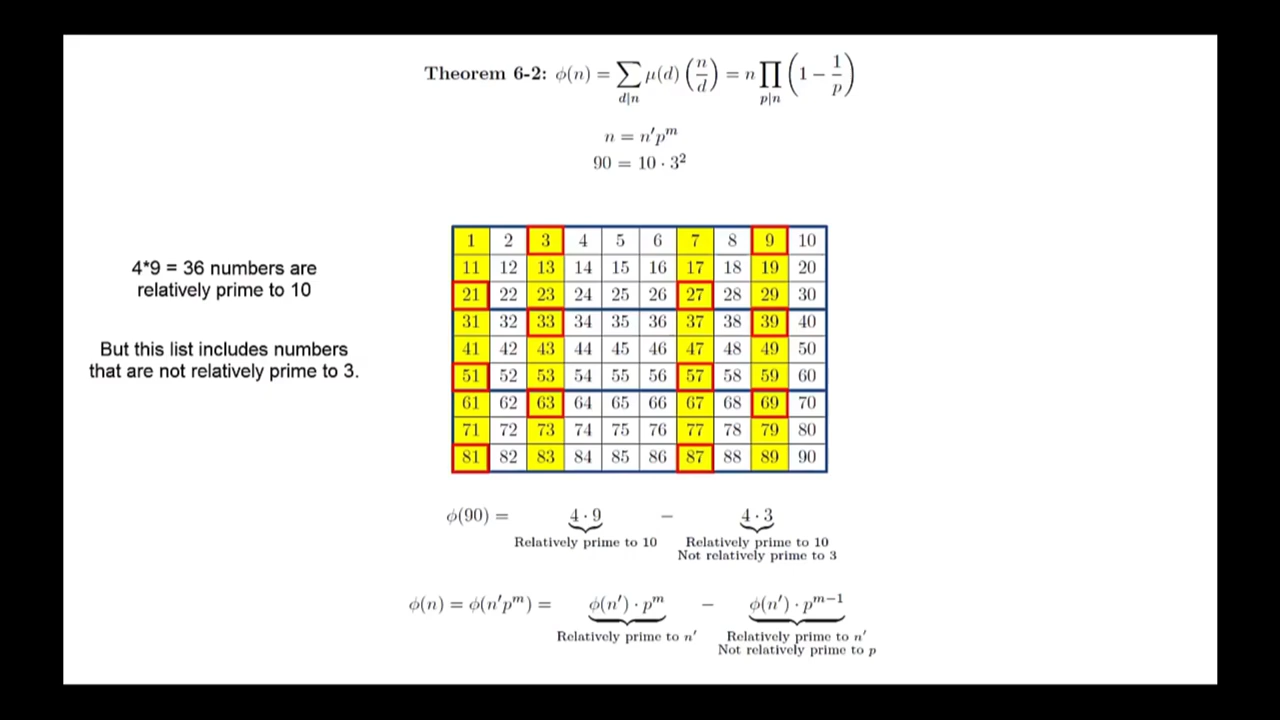 Theorem 6-2: ϕ(n) = ∑ μ(d) (n/d) = n ∏ (1 − 1/p)
d|n p|n
n = n′pᵐ
90 = 10 · 3²
4*9 = 36 numbers are
relatively prime to 10
But this list includes numbers
that are not relatively prime to 3.
1 2 3 4 5 6 7 8 9 10
11 12 13 14 15 16 17 18 19 20
21 22 23 24 25 26 27 28 29 30
31 32 33 34 35 36 37 38 39 40
41 42 43 44 45 46 47 48 49 50
51 52 53 54 55 56 57 58 59 60
61 62 63 64 65 66 67 68 69 70
71 72 73 74 75 76 77 78 79 80
81 82 83 84 85 86 87 88 89 90
ϕ(90) = 4 · 9 − 4 · 3
Relatively prime to 10 Relatively prime to 10
Not relatively prime to 3
ϕ(n) = ϕ(n′pᵐ) = ϕ(n′) · pᵐ − ϕ(n′) · pᵐ⁻¹
Relatively prime to n′ Relatively prime to n′
Not relatively prime to p